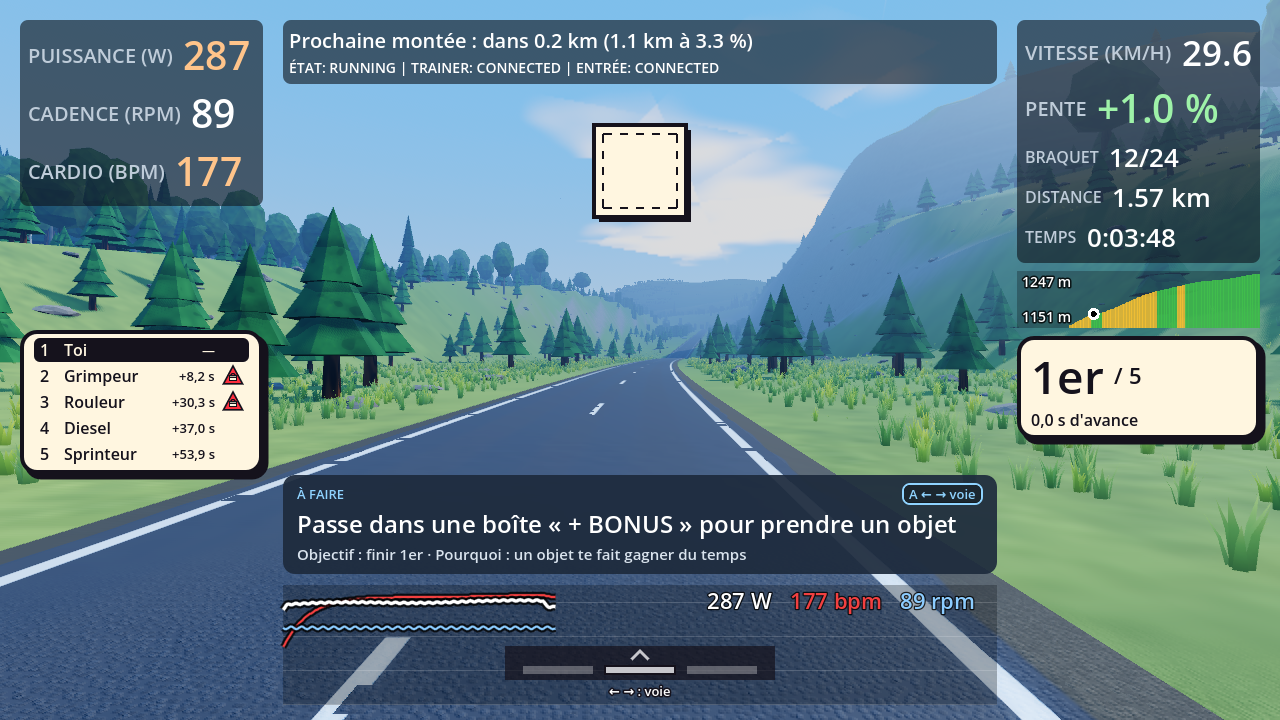 PUISSANCE (W) 287
CADENCE (RPM) 89
CARDIO (BPM) 177
Prochaine montée : dans 0.2 km (1.1 km à 3.3 %)
ÉTAT: RUNNING | TRAINER: CONNECTED | ENTRÉE: CONNECTED
VITESSE (KM/H) 29.6
PENTE +1.0 %
BRAQUET 12/24
DISTANCE 1.57 km
TEMPS 0:03:48
1247 m
1151 m
1 Toi —
2 Grimpeur +8,2 s
3 Rouleur +30,3 s
4 Diesel +37,0 s
5 Sprinteur +53,9 s
1er / 5
0,0 s d'avance
À FAIRE
A ← → voie
Passe dans une boîte « + BONUS » pour prendre un objet
Objectif : finir 1er · Pourquoi : un objet te fait gagner du temps
287 W 177 bpm 89 rpm
← → : voie